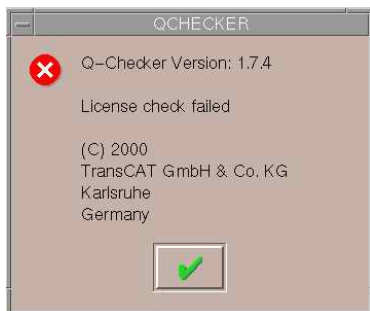 QCHECKER
Q-Checker Version: 1.7.4
License check failed
(C) 2000
TransCAT GmbH & Co. KG
Karlsruhe
Germany